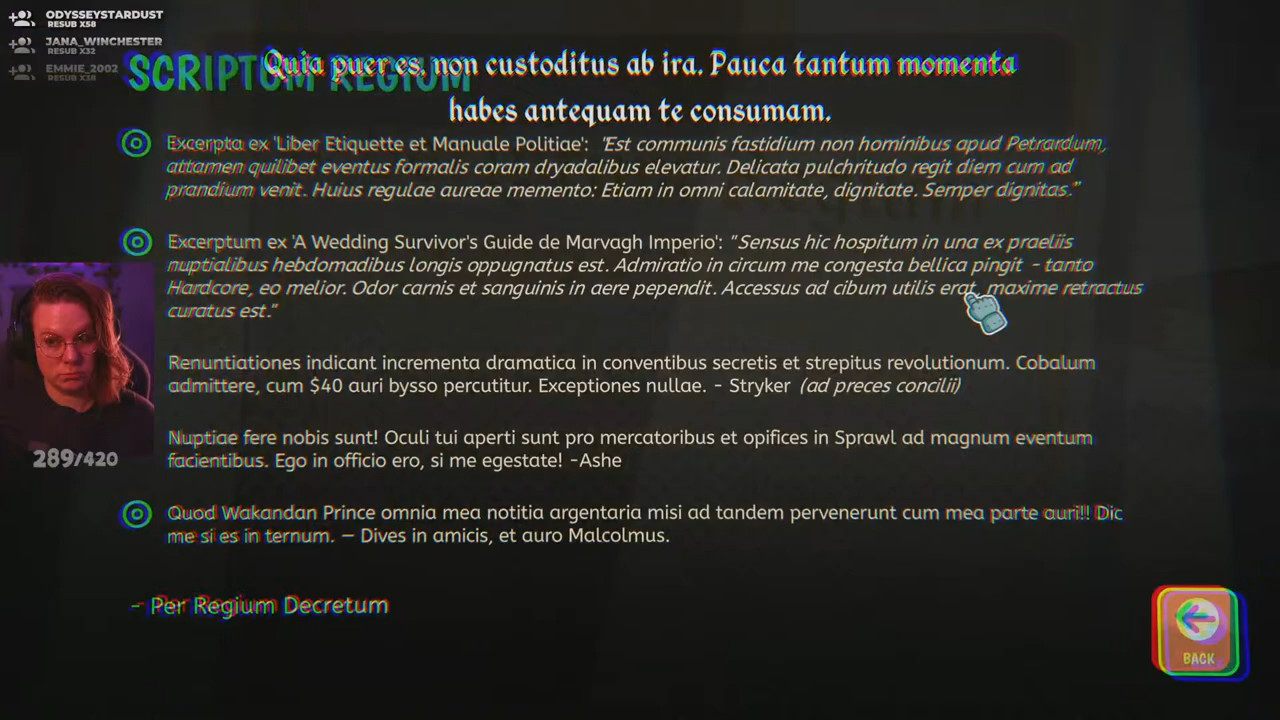 ODYSSEYSTARDUST
RESUB X58
JANA_WINCHESTER
RESUB X32
EMMIE_2002
RESUB X38
SCRIPTUM REGIUM
Quia puer es, non custoditus ab ira. Pauca tantum momenta
habes antequam te consumam.
Excerpta ex 'Liber Etiquette et Manuale Politiae': "Est communis fastidium non hominibus apud Petrardum,
attamen quilibet eventus formalis coram dryadalibus elevatur. Delicata pulchritudo regit diem cum ad
prandium venit. Huius regulae aureae memento: Etiam in omni calamitate, dignitate. Semper dignitas."
Excerptum ex 'A Wedding Survivor's Guide de Marvagh Imperio': "Sensus hic hospitum in una ex praeliis
nuptialibus hebdomadibus longis oppugnatus est. Admiratio in circum me congesta bellica pingit - tanto
Hardcore, eo melior. Odor carnis et sanguinis in aere pependit. Accessus ad cibum utilis erat, maxime retractus
curatus est."
Renuntiationes indicant incrementa dramatica in conventibus secretis et strepitus revolutionum. Cobalum
admittere, cum $40 auri bysso percutitur. Exceptiones nullae. - Stryker (ad preces concilii)
Nuptiae fere nobis sunt! Oculi tui aperti sunt pro mercatoribus et opifices in Sprawl ad magnum eventum
facientibus. Ego in officio ero, si me egestate! -Ashe
Quod Wakandan Prince omnia mea notitia argentaria misi ad tandem pervenerunt cum mea parte auri!! Dic
me si es in ternum. — Dives in amicis, et auro Malcolmus.
- Per Regium Decretum
289/420
BACK